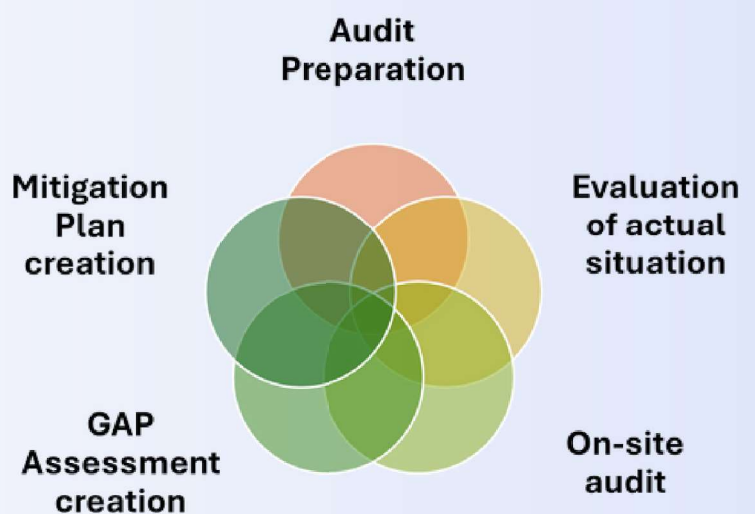 Audit
Preparation
Mitigation
Plan
creation
Evaluation
of actual
situation
GAP
Assessment
creation
On-site
audit